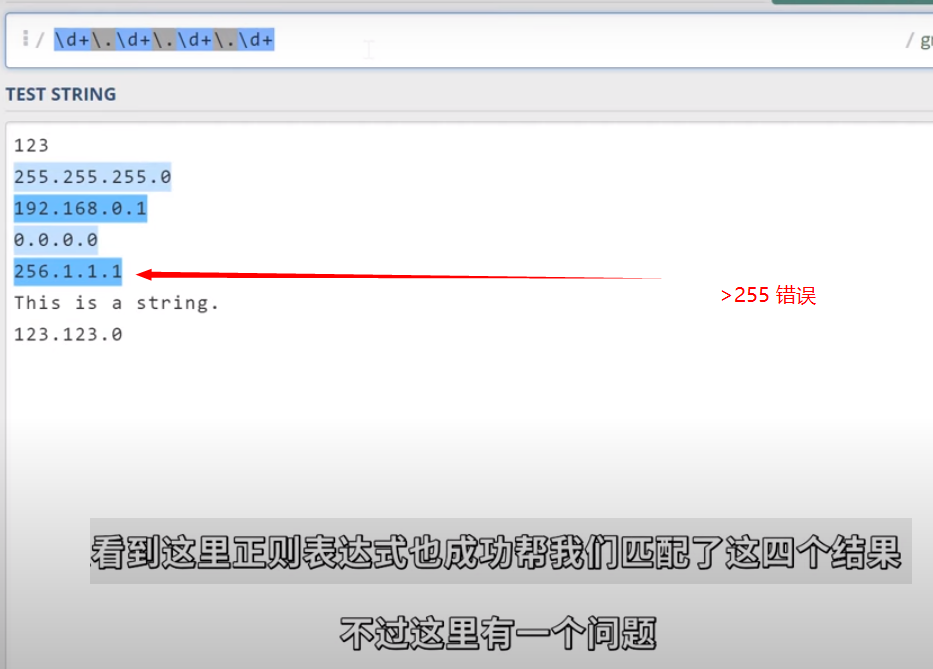 / \d+\.\d+\.\d+\.\d+ / g
TEST STRING
123
255.255.255.0
192.168.0.1
0.0.0.0
256.1.1.1
>255 错误
This is a string.
123.123.0
看到这里正则表达式也成功帮我们匹配了这四个结果
不过这里有一个问题